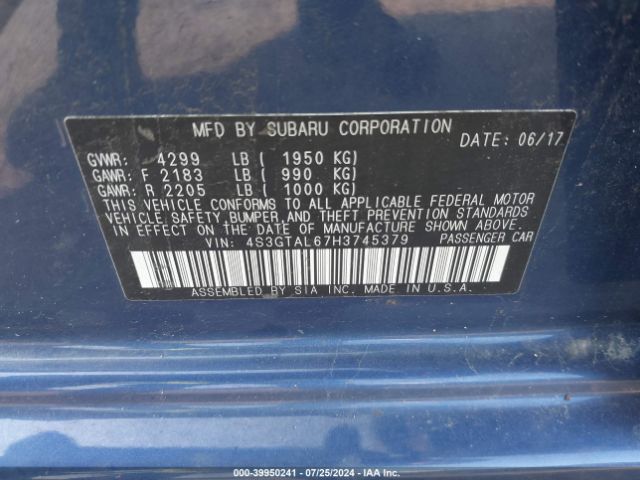 MFD BY SUBARU CORPORATION
DATE: 06/17
GVWR: 4299 LB ( 1950 KG)
GAWR: F 2183 LB ( 990 KG)
GAWR: R 2205 LB ( 1000 KG)
THIS VEHICLE CONFORMS TO ALL APPLICABLE FEDERAL MOTOR
VEHICLE SAFETY, BUMPER, AND THEFT PREVENTION STANDARDS
IN EFFECT ON THE DATE OF MANUFACTURE SHOWN ABOVE.
VIN: 4S3GTAL67H3745379 PASSENGER CAR
ASSEMBLED BY SIA INC. MADE IN U.S.A.
000-39950241 - 07/25/2024 - IAA Inc.